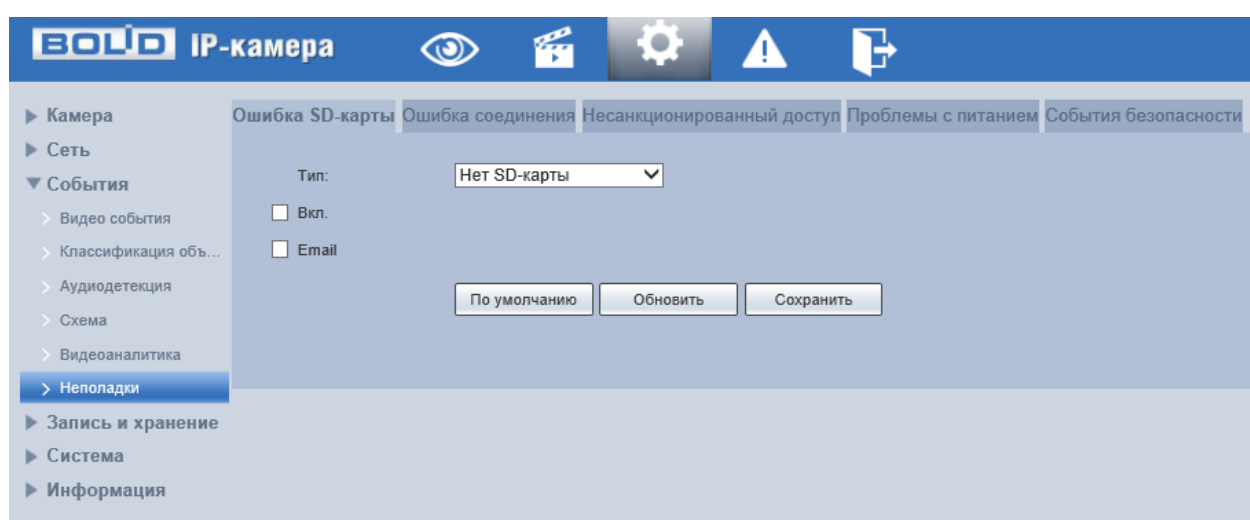 BOLID IP-камера
Камера
Сеть
События
Видео события
Классификация объ...
Аудиодетекция
Схема
Видеоаналитика
Неполадки
Запись и хранение
Система
Информация
Ошибка SD-карты Ошибка соединения Несанкционированный доступ Проблемы с питанием События безопасности
Тип: Нет SD-карты
Вкл.
Email
По умолчанию Обновить Сохранить